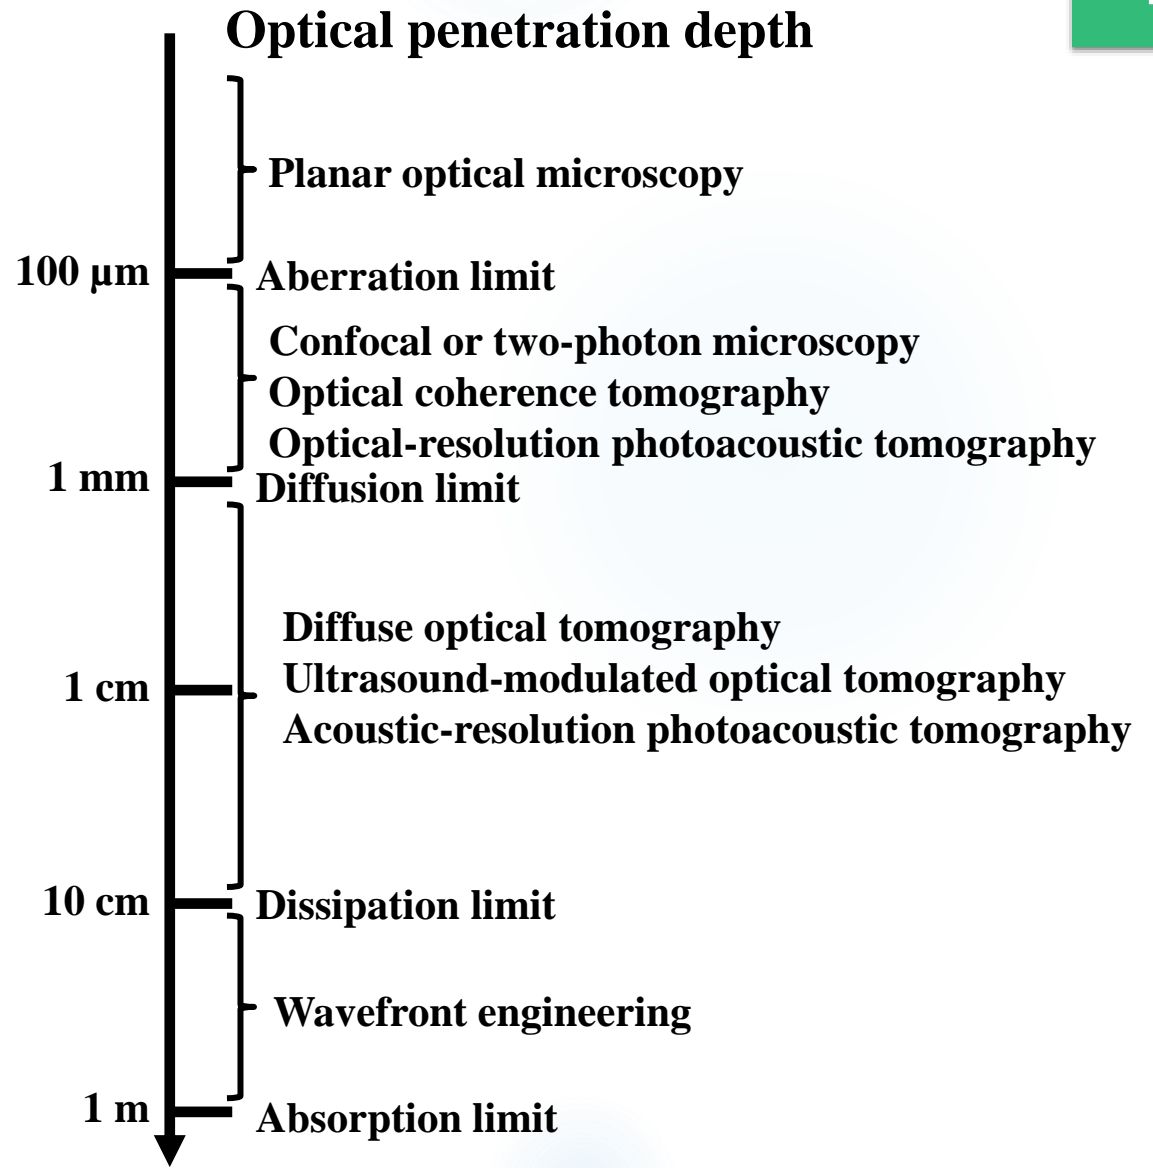 Optical penetration depth
Planar optical microscopy
100 µm
Aberration limit
Confocal or two-photon microscopy
Optical coherence tomography
Optical-resolution photoacoustic tomography
1 mm
Diffusion limit
Diffuse optical tomography
1 cm
Ultrasound-modulated optical tomography
Acoustic-resolution photoacoustic tomography
10 cm
Dissipation limit
Wavefront engineering
1 m
Absorption limit